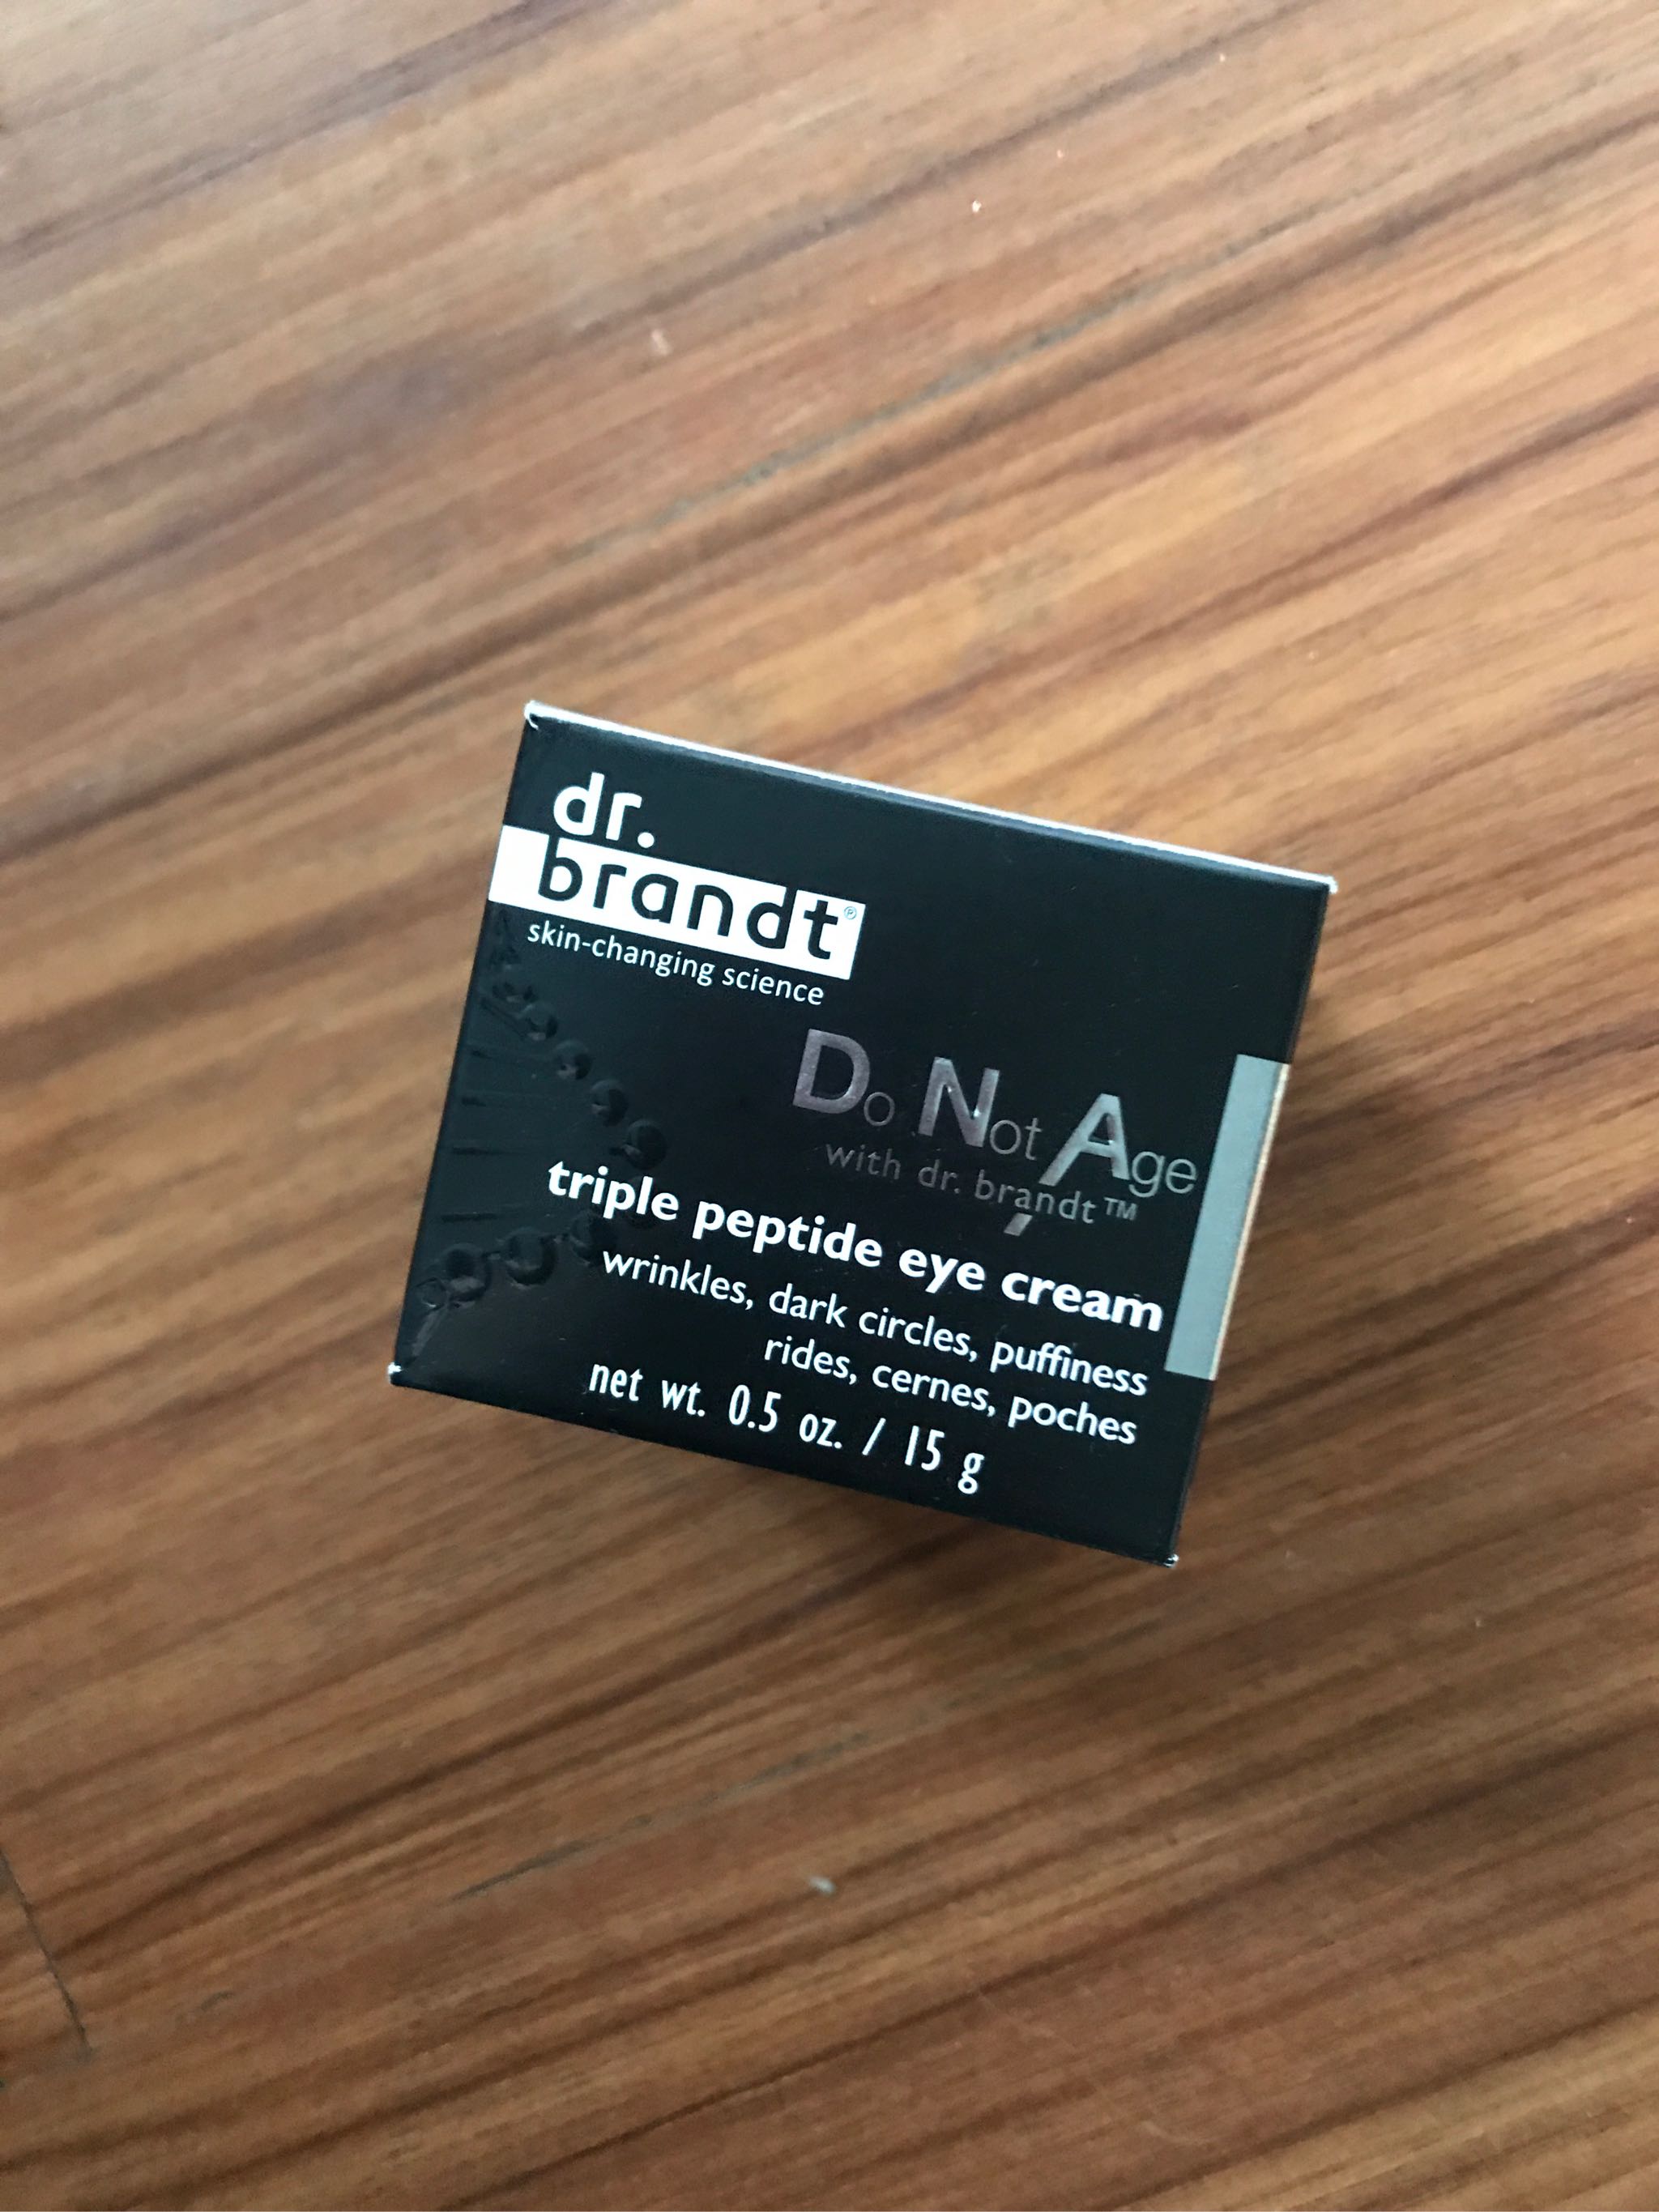 dr.
brandt®
skin-changing science
Do Not Age
with dr. brandt™
triple peptide eye cream
wrinkles, dark circles, puffiness
rides, cernes, poches
net wt. 0.5 oz. / 15 g